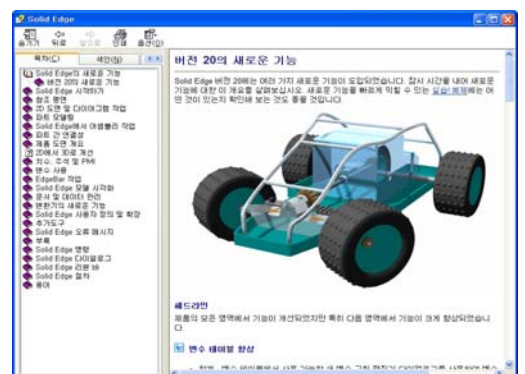 Solid Edge
숨기기 뒤로 앞으로 인쇄 옵션(O)
목차(C) 색인(N)
Solid Edge의 새로운 기능
버전 20의 새로운 기능
Solid Edge 시작하기
참조 평면
2D 도면 및 다이어그램 작업
파트 모델링
Solid Edge에서 어셈블리 작업
파트 간 연결성
제품 도면 개요
2D에서 3D로 개선
치수, 주석 및 PMI
변수 사용
EdgeBar 작업
Solid Edge 모델 시각화
문서 및 데이터 관리
변환기의 새로운 기능
Solid Edge 사용자 정의 및 확장
추가도구
Solid Edge 오류 메시지
부록
Solid Edge 명령
Solid Edge 다이얼로그
Solid Edge 리본 바
Solid Edge 절차
용어
버전 20의 새로운 기능
Solid Edge 버전 20에는 여러 가지 새로운 기능이 도입되었습니다. 잠시 시간을 내어 새로운
기능에 대한 이 개요를 살펴보십시오. 새로운 기능을 빠르게 익힐 수 있는 실습! 예제에는 어
떤 것이 있는지 확인해 보는 것도 좋을 것입니다.
헤드라인
제품의 모든 영역에서 기능이 개선되었지만 특히 다음 영역에서 기능이 크게 향상되었습니
다.
변수 테이블 향상